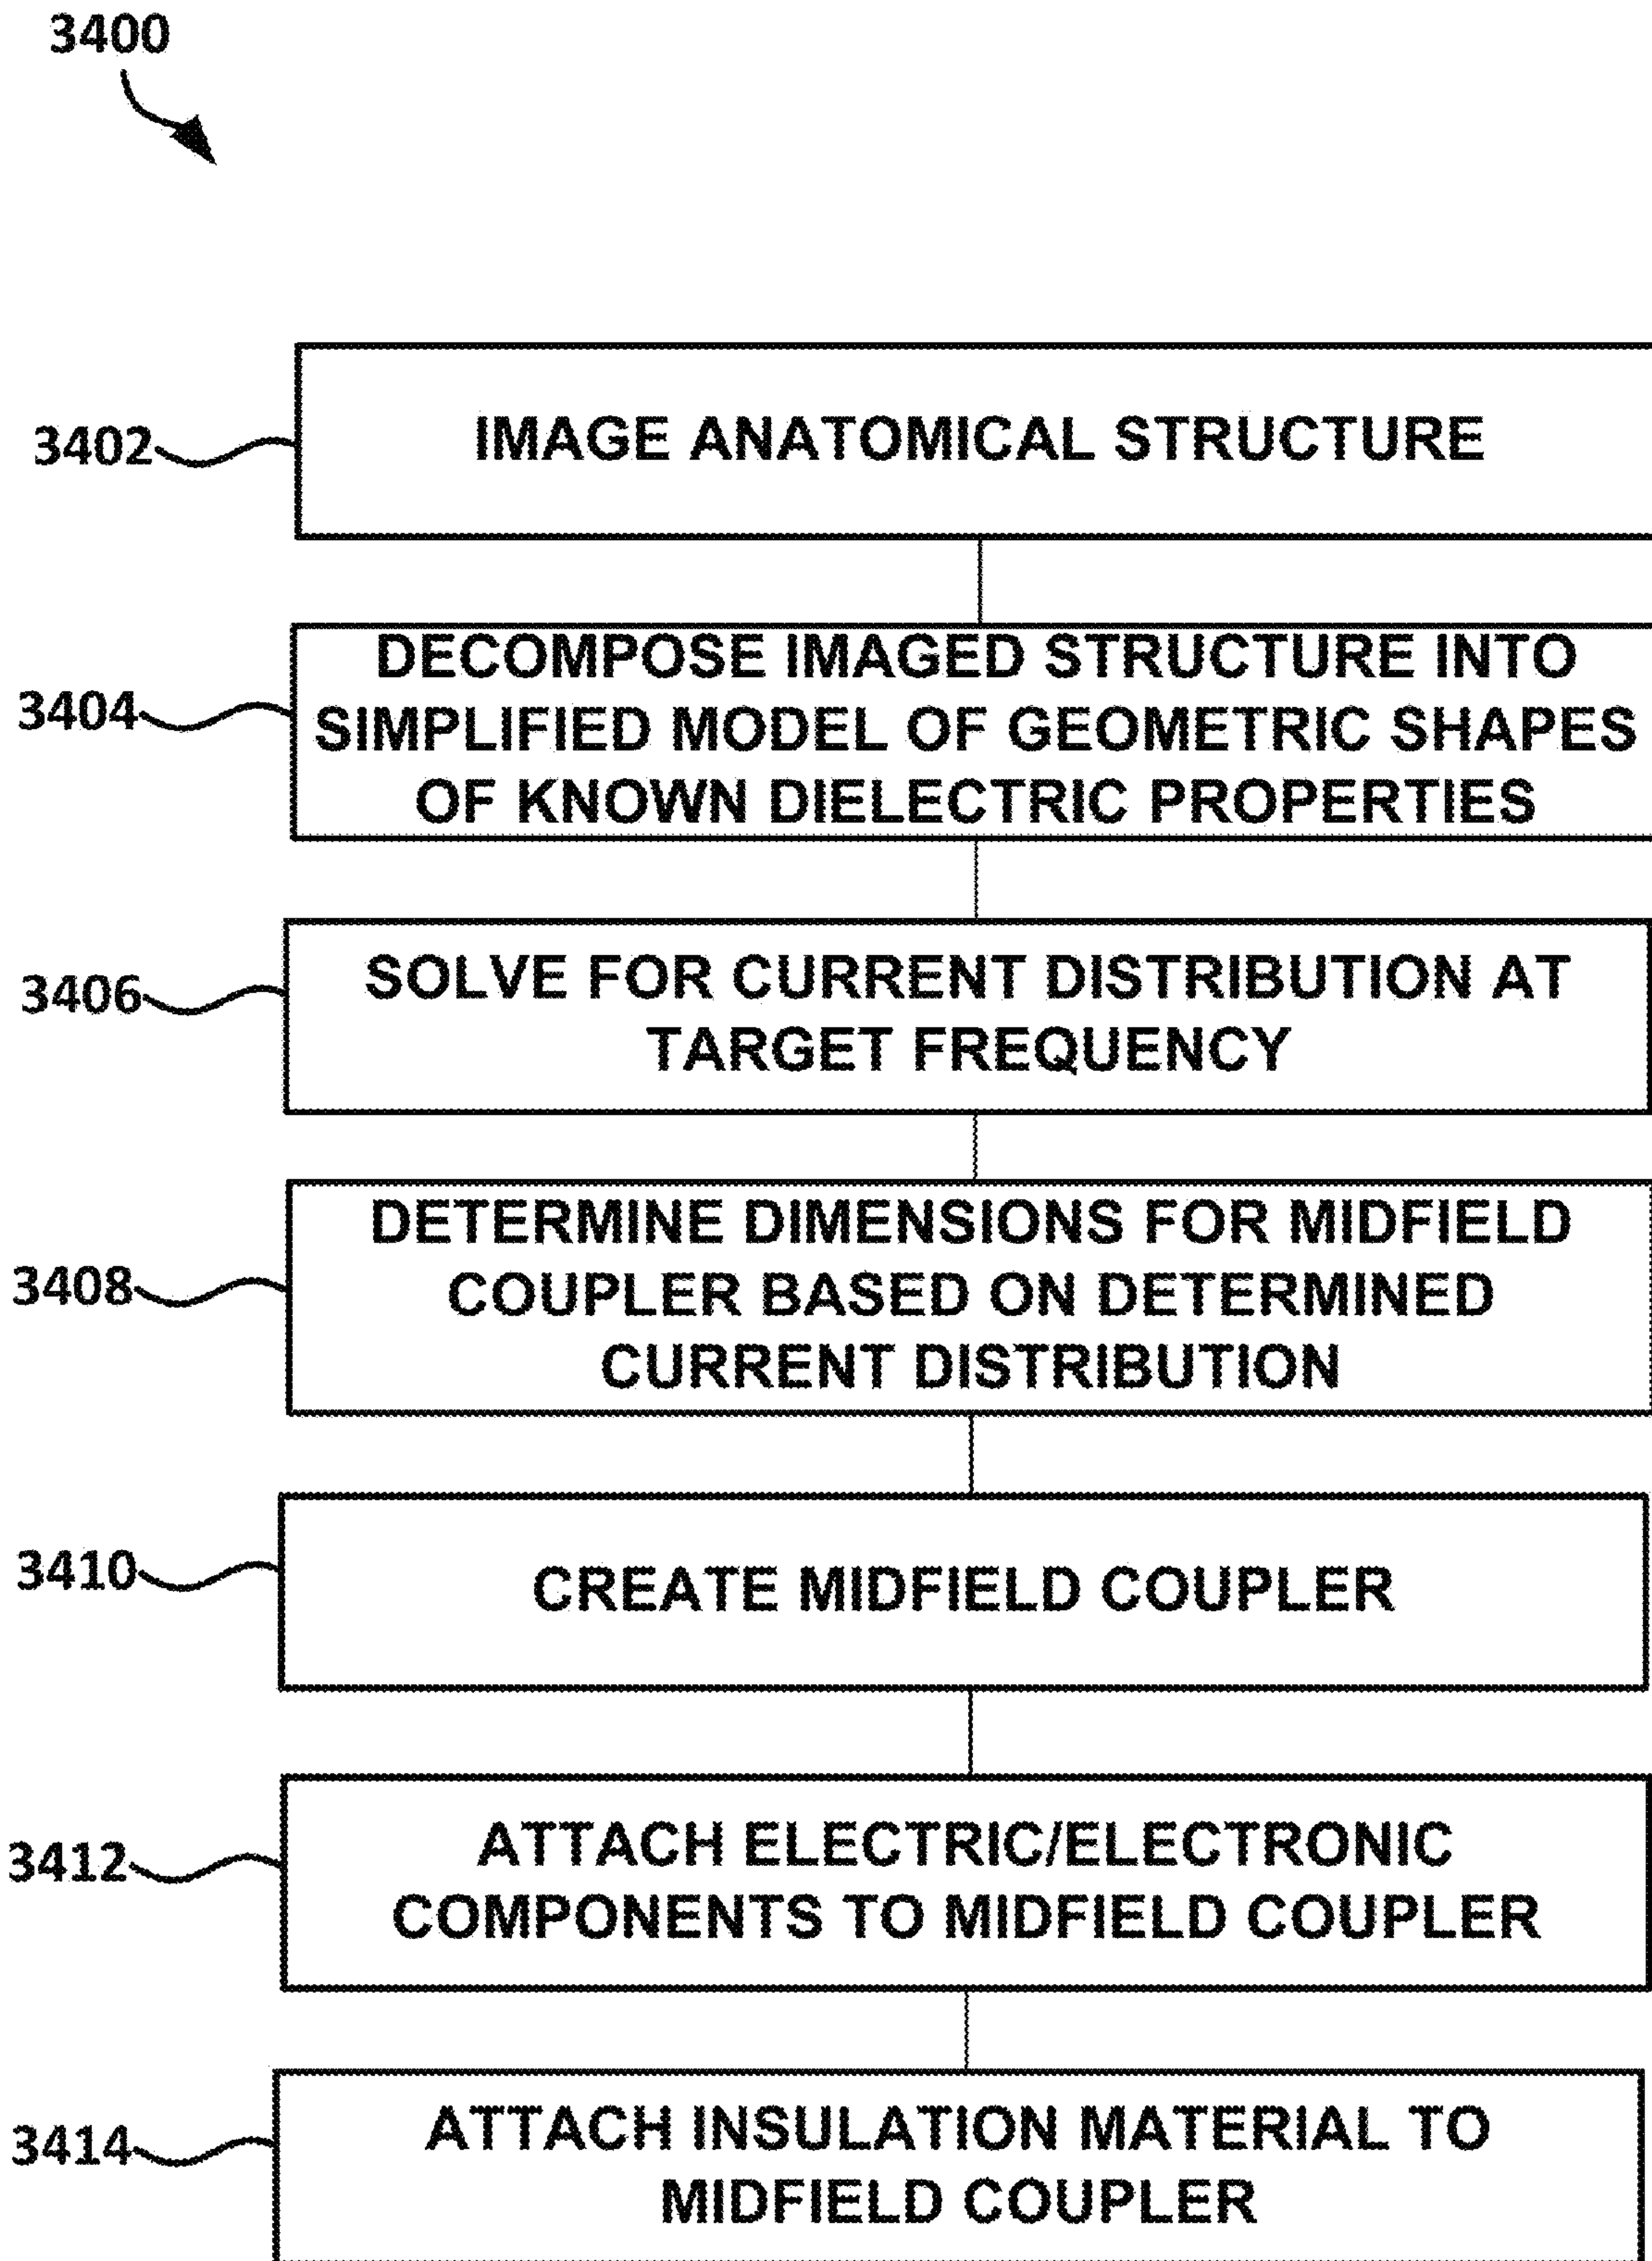 3400
3402
IMAGE ANATOMICAL STRUCTURE
3404
DECOMPOSE IMAGED STRUCTURE INTO
SIMPLIFIED MODEL OF GEOMETRIC SHAPES
OF KNOWN DIELECTRIC PROPERTIES
3406
SOLVE FOR CURRENT DISTRIBUTION AT
TARGET FREQUENCY
3408
DETERMINE DIMENSIONS FOR MIDFIELD
COUPLER BASED ON DETERMINED
CURRENT DISTRIBUTION
3410
CREATE MIDFIELD COUPLER
3412
ATTACH ELECTRIC/ELECTRONIC
COMPONENTS TO MIDFIELD COUPLER
3414
ATTACH INSULATION MATERIAL TO
MIDFIELD COUPLER